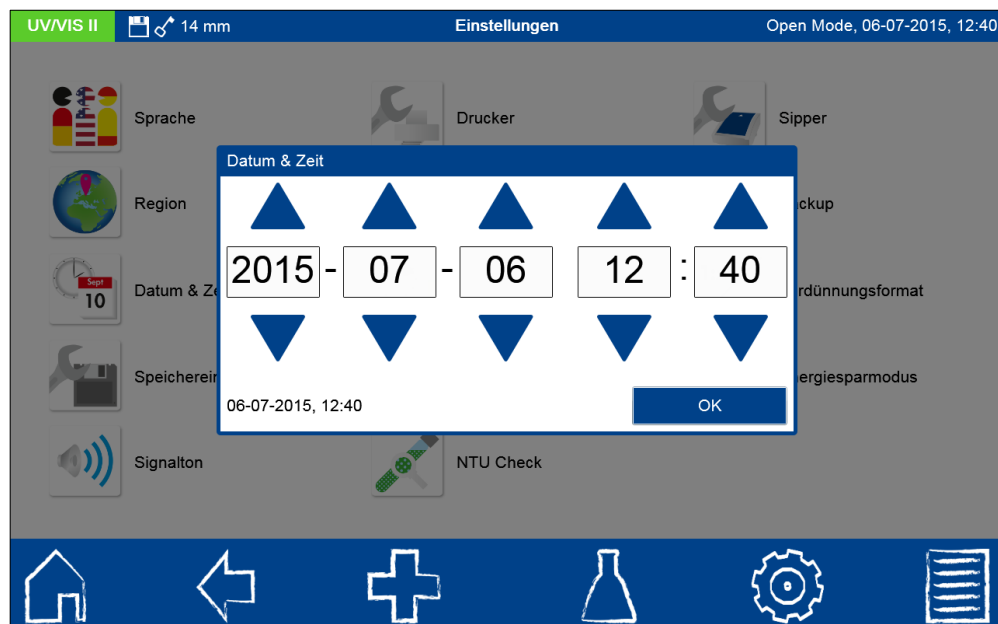 UV/VIS II 14 mm Einstellungen Open Mode, 06-07-2015, 12:40
Sprache Drucker Sipper
Datum & Zeit
Region ckup
Sept
10
Datum & Ze rdünnungsformat
2015 - 07 - 06 12 : 40
Speicherein ergiesparmodus
06-07-2015, 12:40 OK
Signalton NTU Check